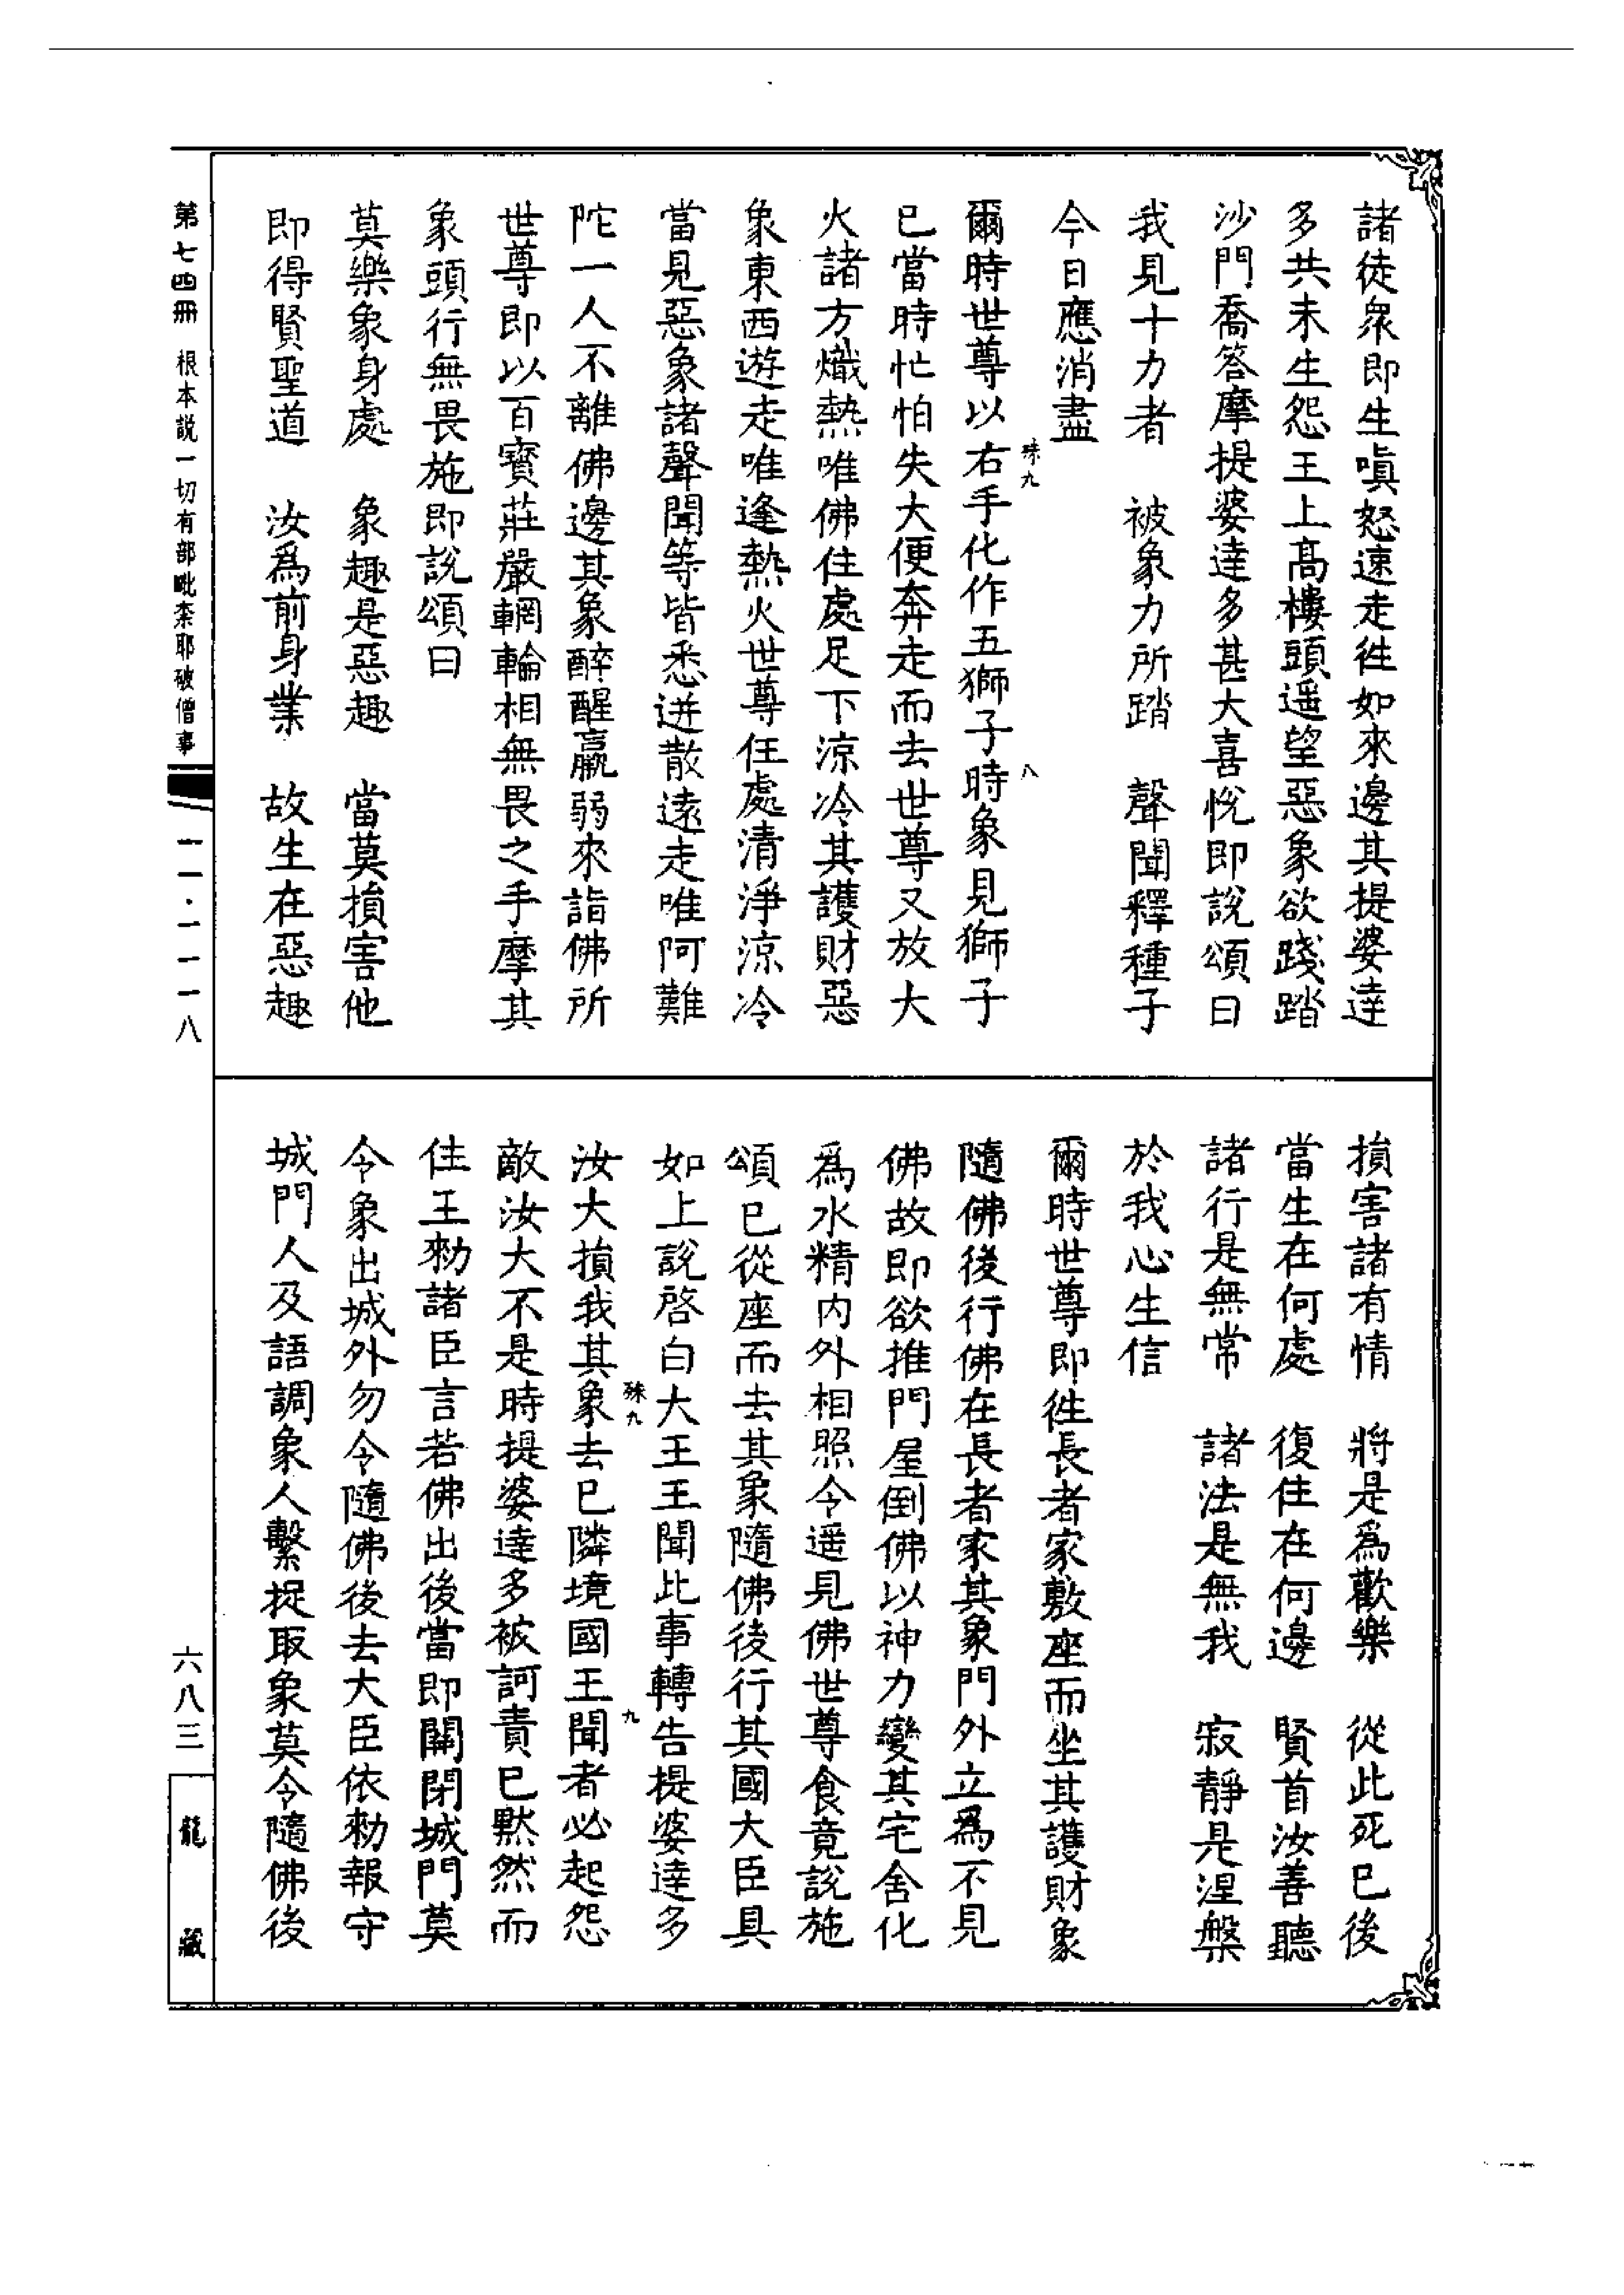 諸徒衆即生嗔怒速走徃如來邊其提婆達
多共未生怨王上高樓頭遥望惡象欲踐踏
沙門喬答摩提婆達多甚大喜悅即說頌曰
我見十力者　被象力所踏　聲聞釋種子
今日應消盡
殊九　八
爾時世尊以右手化作五獅子時象見獅子
已當時忙怕失大便奔走而去世尊又放大
火諸方熾熱唯佛住處足下涼冷其護財惡
象東西遊走唯逢熱火世尊住處清淨涼冷
當見惡象諸聲聞等皆悉迸散遠走唯阿難
陀一人不離佛邊其象醉醒羸弱來詣佛所
世尊即以百寶莊嚴輞輪相無畏之手摩其
象頭行無畏施即說頌曰
莫樂象身處　象趣是惡趣　當莫損害他
即得賢聖道　汝爲前身業　故生在惡趣
損害諸有情　將是爲歡樂　從此死已後
當生在何處　復住在何邊　賢首汝善聽
諸行是無常　諸法是無我　寂靜是涅槃
於我心生信
爾時世尊即徃長者家敷座而坐其護財象
隨佛後行佛在長者家其象門外立爲不見
佛故即欲推門屋倒佛以神力變其宅舍化
爲水精内外相照令遥見佛世尊食竟說施
頌已從座而去其象隨佛後行其國大臣具
如上說啓白大王王聞此事轉告提婆達多
殊九　九
汝大損我其象去已隣境國王聞者必起怨
敵汝大不是時提婆達多被訶責已默然而
住王勑諸臣言若佛出後當即關閉城門莫
令象出城外勿令隨佛後去大臣依勑報守
城門人及語調象人繫捉取象莫令隨佛後
第七四冊　根本説一切有部毗柰耶破僧事
一一·一一一八
六八三
龍藏